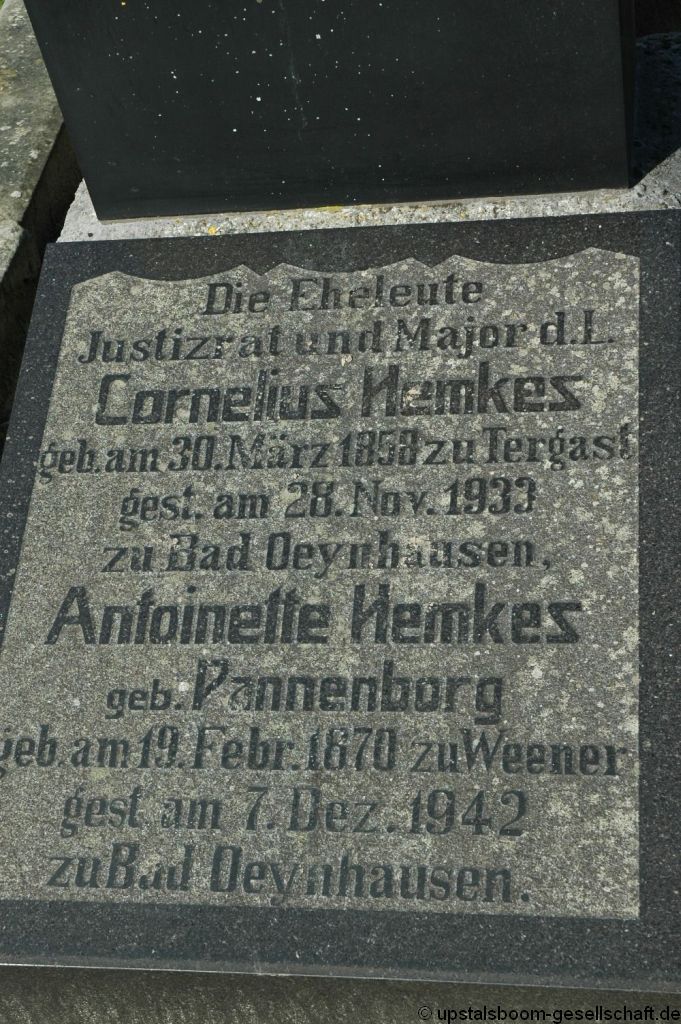 Die Eheleute
Justizrat und Major d.L.
Cornelius Hemkes
geb. am 30. März 1858 zu Tergast
gest. am 28. Nov. 1933
zu Bad Oeynhausen,
Antoinette Hemkes
geb. Pannenborg
geb. am 19. Febr. 1870 zu Weener
gest am 7. Dez. 1942
zu Bad Oeynhausen.
© upstalsboom-gesellschaft.de